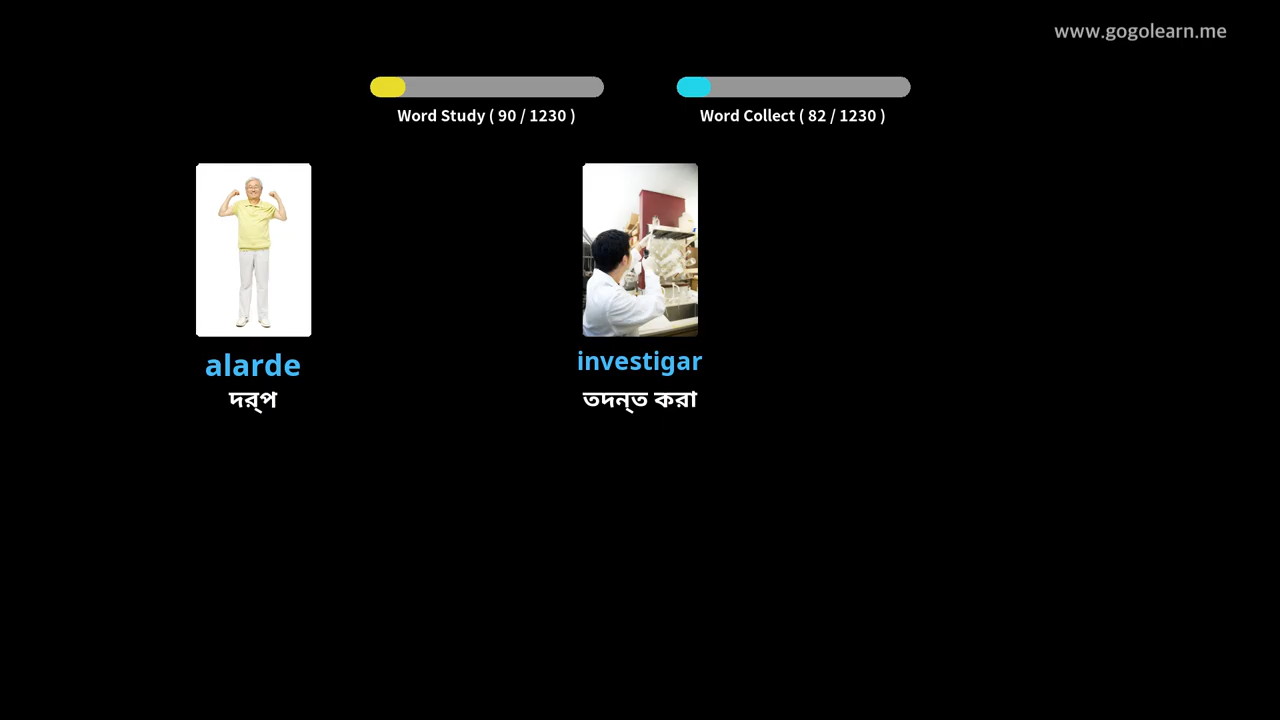 www.gogolearn.me
Word Study ( 90 / 1230 )
Word Collect ( 82 / 1230 )
alarde
দর্প
investigar
তদন্ত করা